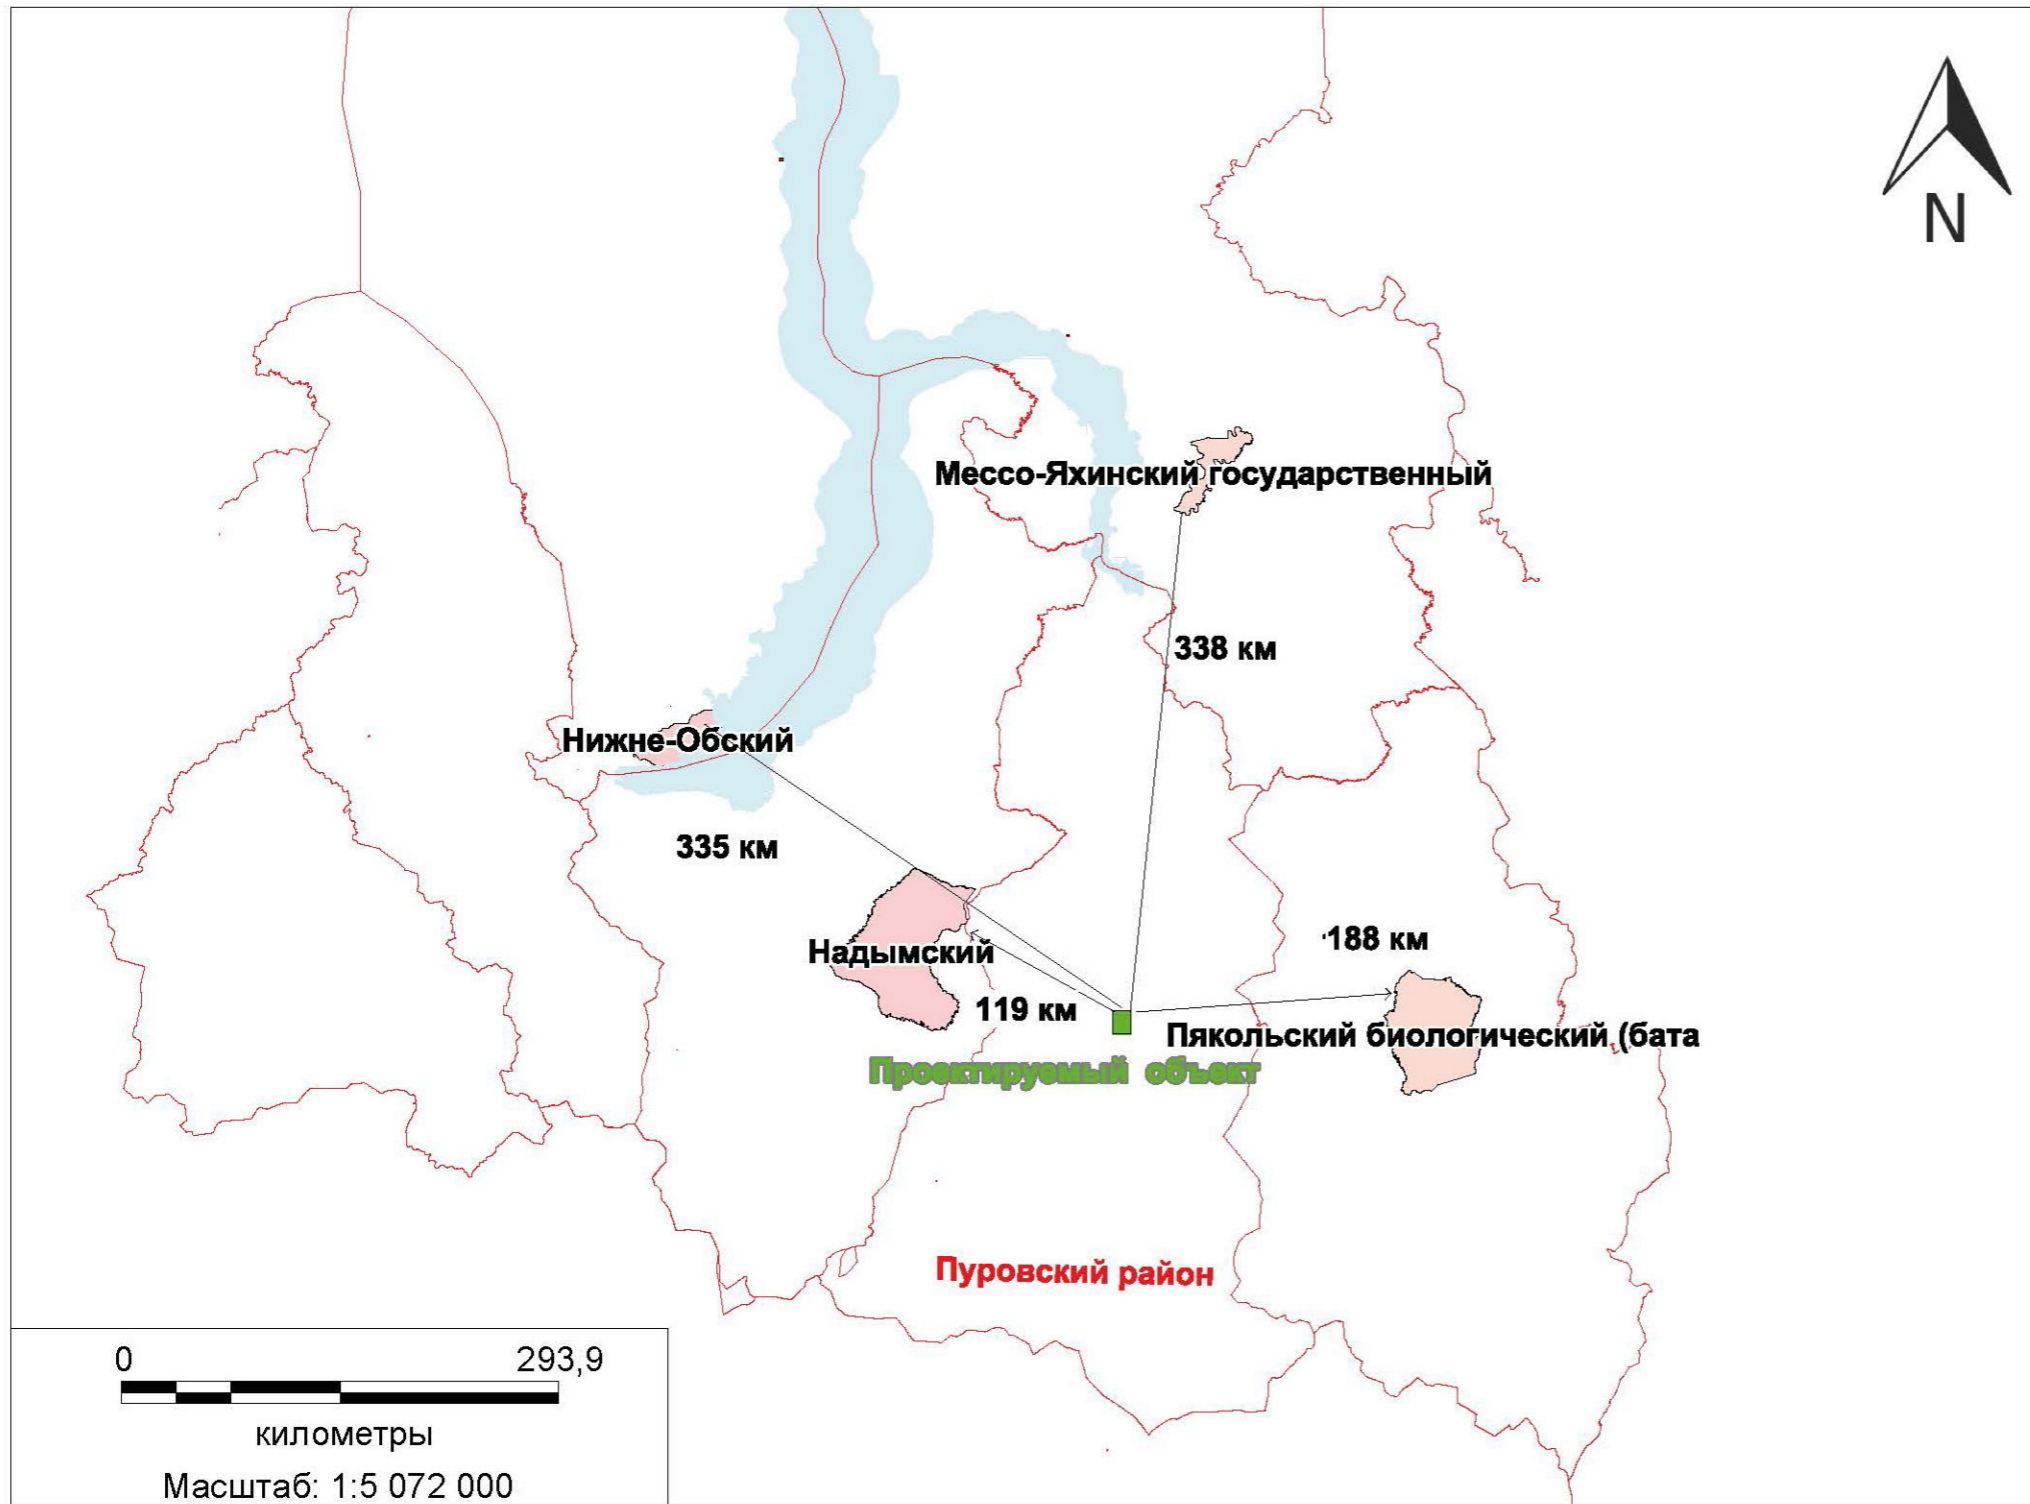 N
Мессо-Яхинский государственный
338 км
Нижне-Обский
335 км
188 км
Надымский
119 км
Пякольский биологический (бата
Проектируемый объект
Пуровский район
0 293,9
километры
Масштаб: 1:5 072 000